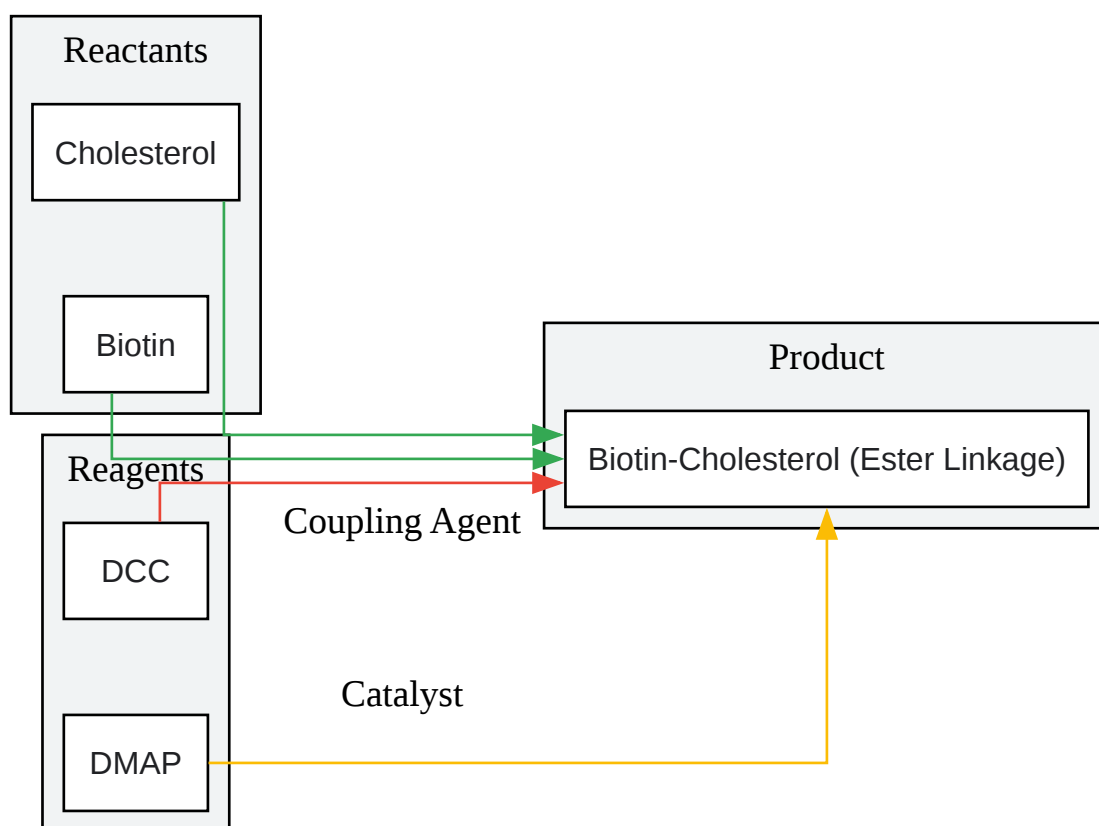 Reactants
Cholesterol
Biotin
Product
Biotin-Cholesterol (Ester Linkage)
Reagents
Coupling Agent
DCC
Catalyst
DMAP